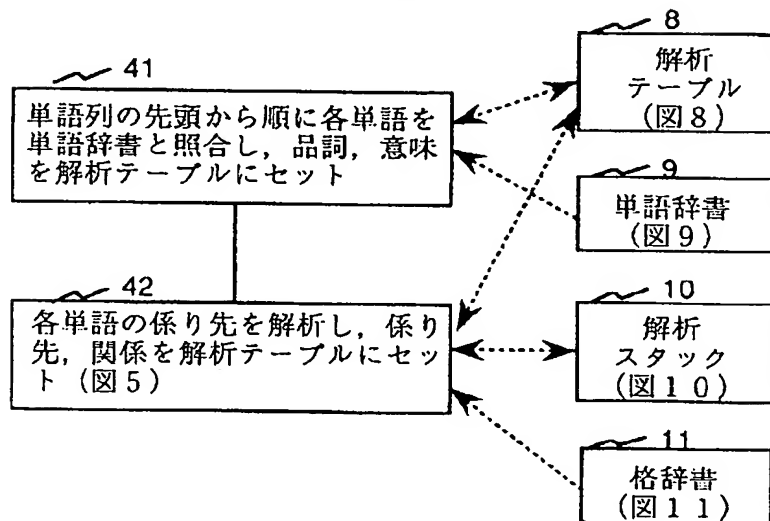 41
単語列の先頭から順に各単語を
単語辞書と照合し,品詞,意味
を解析テーブルにセット
42
各単語の係り先を解析し,係り
先,関係を解析テーブルにセッ
ト(図5)
8
解析
テーブル
(図8)
9
単語辞書
(図9)
10
解析
スタック
(図10)
11
格辞書
(図11)